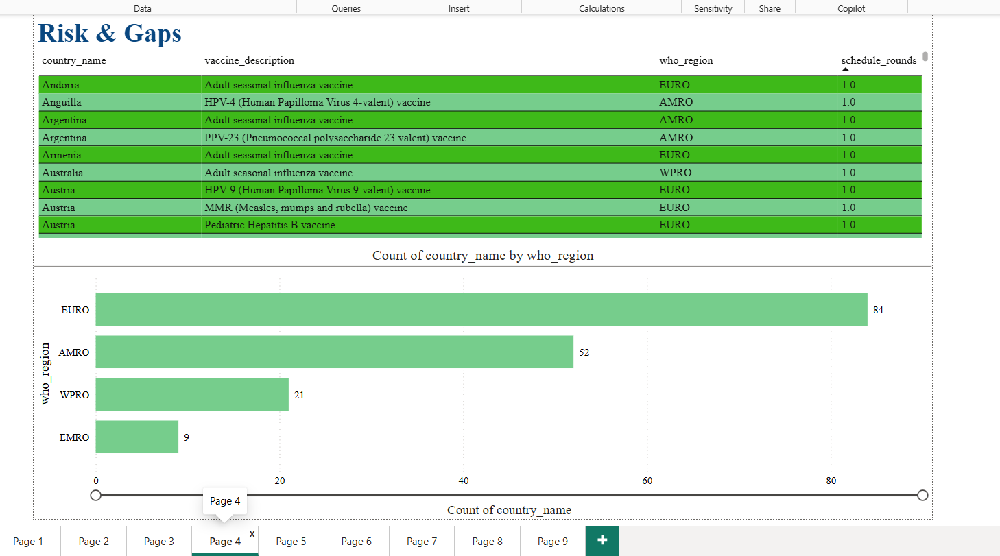 Data Queries Insert Calculations Sensitivity Share Copilot
Risk & Gaps
country_name vaccine_description who_region schedule_rounds
Andorra Adult seasonal influenza vaccine EURO 1.0
Anguilla HPV-4 (Human Papilloma Virus 4-valent) vaccine AMRO 1.0
Argentina Adult seasonal influenza vaccine AMRO 1.0
Argentina PPV-23 (Pneumococcal polysaccharide 23 valent) vaccine AMRO 1.0
Armenia Adult seasonal influenza vaccine EURO 1.0
Australia Adult seasonal influenza vaccine WPRO 1.0
Austria HPV-9 (Human Papilloma Virus 9-valent) vaccine EURO 1.0
Austria MMR (Measles, mumps and rubella) vaccine EURO 1.0
Austria Pediatric Hepatitis B vaccine EURO 1.0
Count of country_name by who_region
who_region
EURO 84
AMRO 52
WPRO 21
EMRO 9
0 20 40 60 80
Page 4
Count of country_name
Page 1 Page 2 Page 3 Page 4 x Page 5 Page 6 Page 7 Page 8 Page 9 +